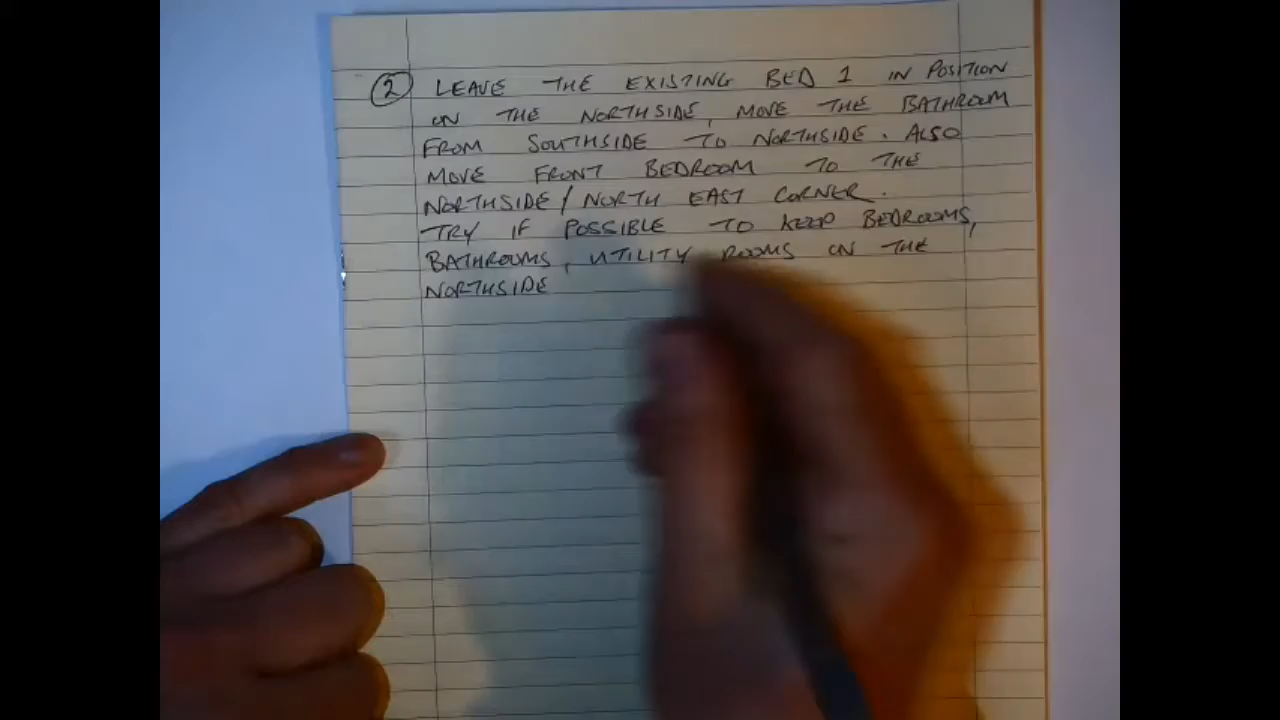 ② LEAVE THE EXISTING BED 1 IN POSITION
ON THE NORTHSIDE, MOVE THE BATHROOM
FROM SOUTHSIDE TO NORTHSIDE. ALSO
MOVE FRONT BEDROOM TO THE
NORTHSIDE/NORTH EAST CORNER.
TRY IF POSSIBLE TO KEEP BEDROOMS,
BATHROOMS, UTILITY ROOMS ON THE
NORTHSIDE